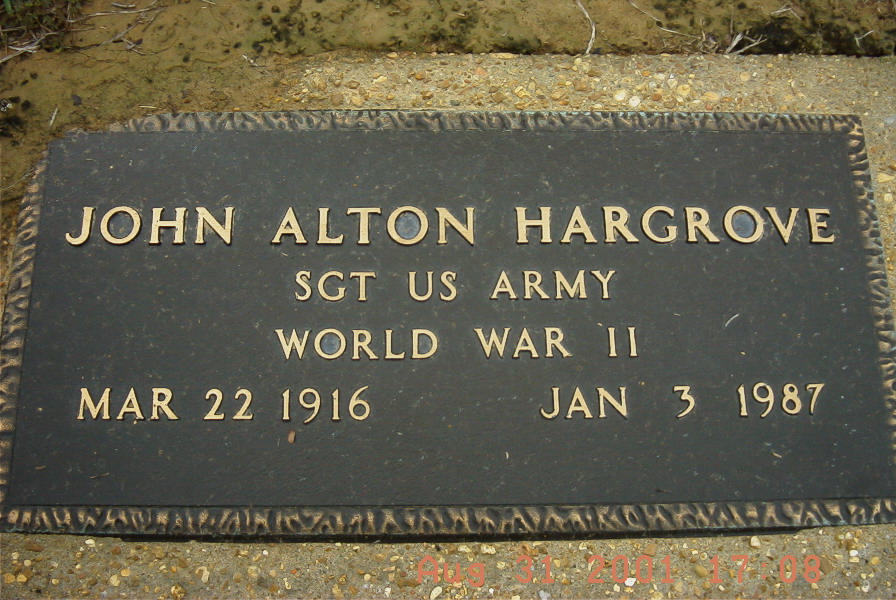 JOHN ALTON HARGROVE
SGT US ARMY
WORLD WAR II
MAR 22 1916 JAN 3 1987
Aug 31 2001 17:08